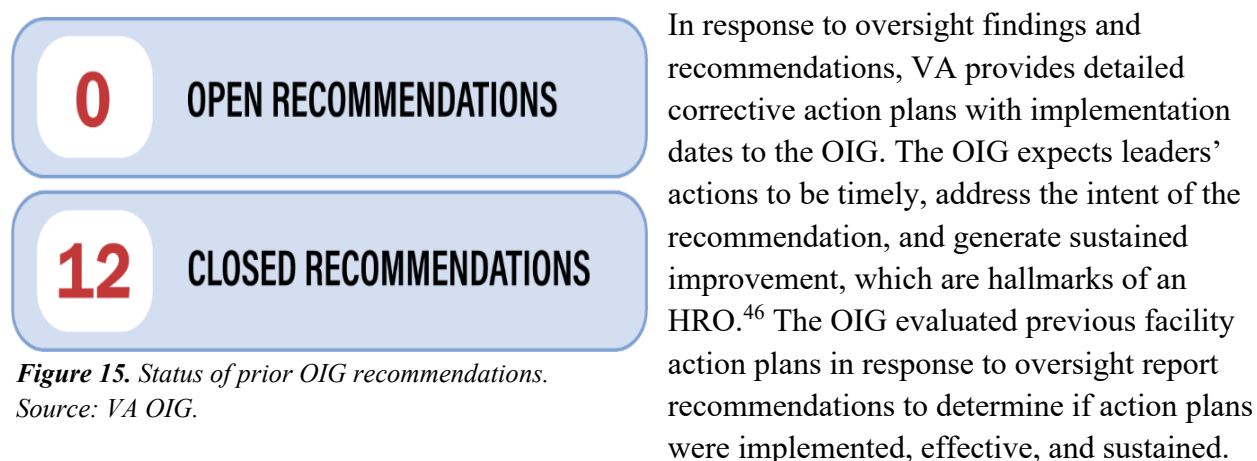 0 OPEN RECOMMENDATIONS
12 CLOSED RECOMMENDATIONS
Figure 15. Status of prior OIG recommendations.
Source: VA OIG.
In response to oversight findings and
recommendations, VA provides detailed
corrective action plans with implementation
dates to the OIG. The OIG expects leaders’
actions to be timely, address the intent of the
recommendation, and generate sustained
improvement, which are hallmarks of an
HRO.46 The OIG evaluated previous facility
action plans in response to oversight report
recommendations to determine if action plans
were implemented, effective, and sustained.